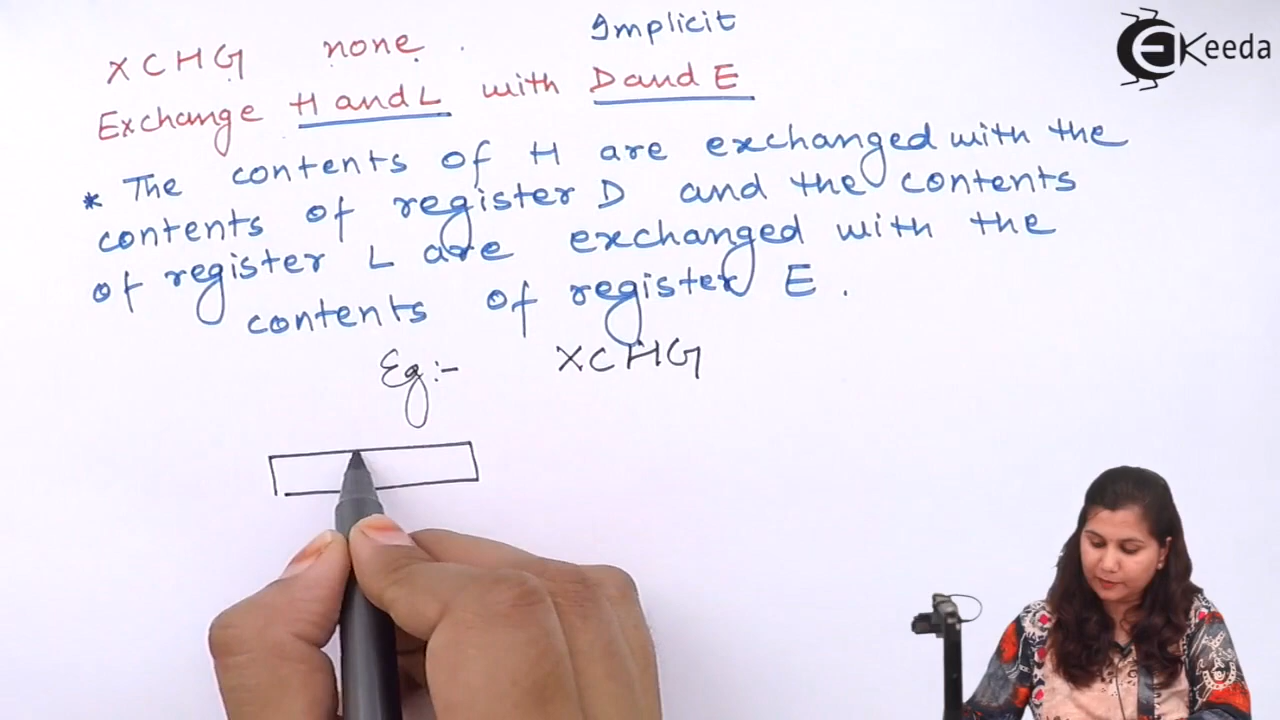 XCHG none. Implicit
Exchange H and L with D and E
* The contents of H are exchanged with the
contents of register D and the contents
of register L are exchanged with the
contents of register E.
Eg:- XCHG
EKeeda